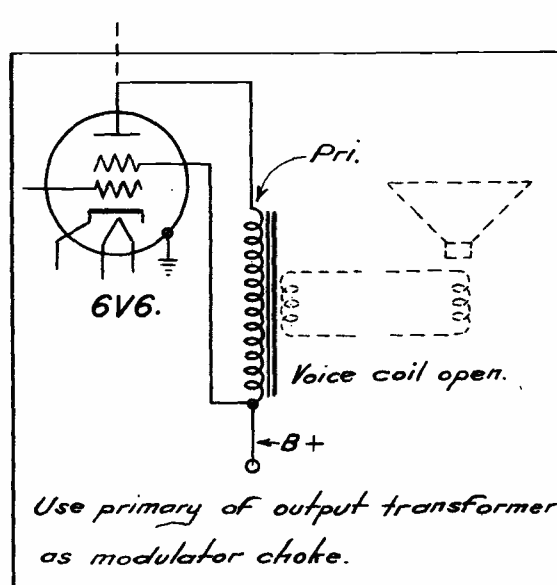 Pri.
6V6.
Voice coil open.
B+
Use primary of output transformer
as modulator choke.